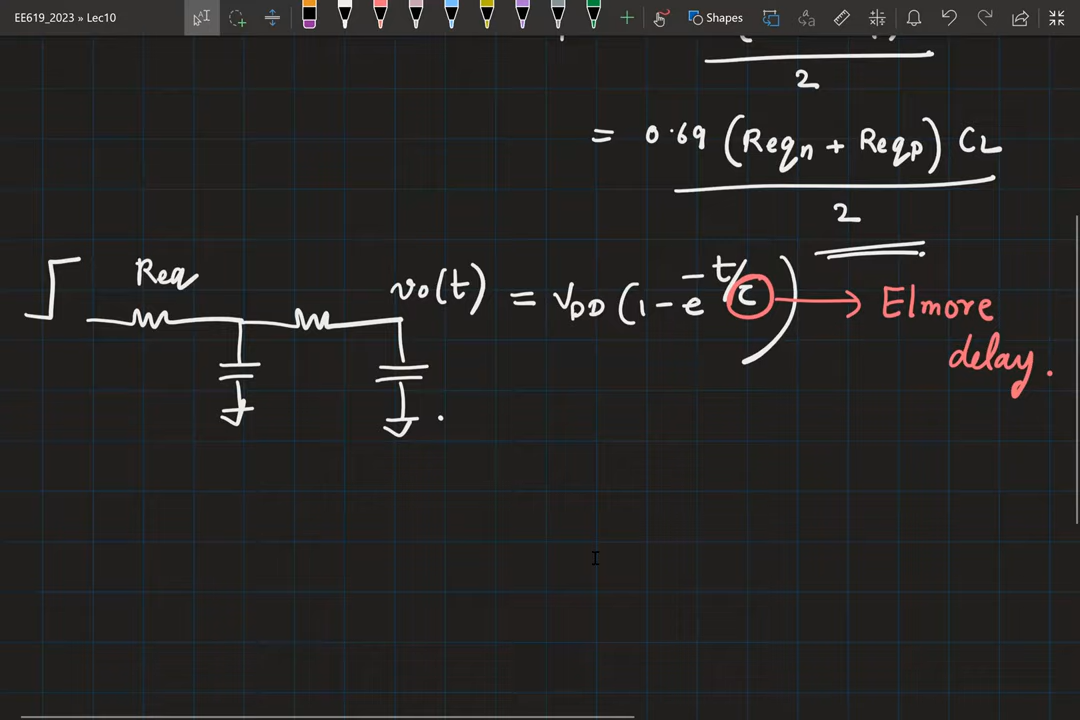 EE619_2023 » Lec10
Shapes
2
= 0.69 (Reqn + Reqp) CL
2
Req
vo(t) = VDD (1 - e^-t/τ) → Elmore
delay.